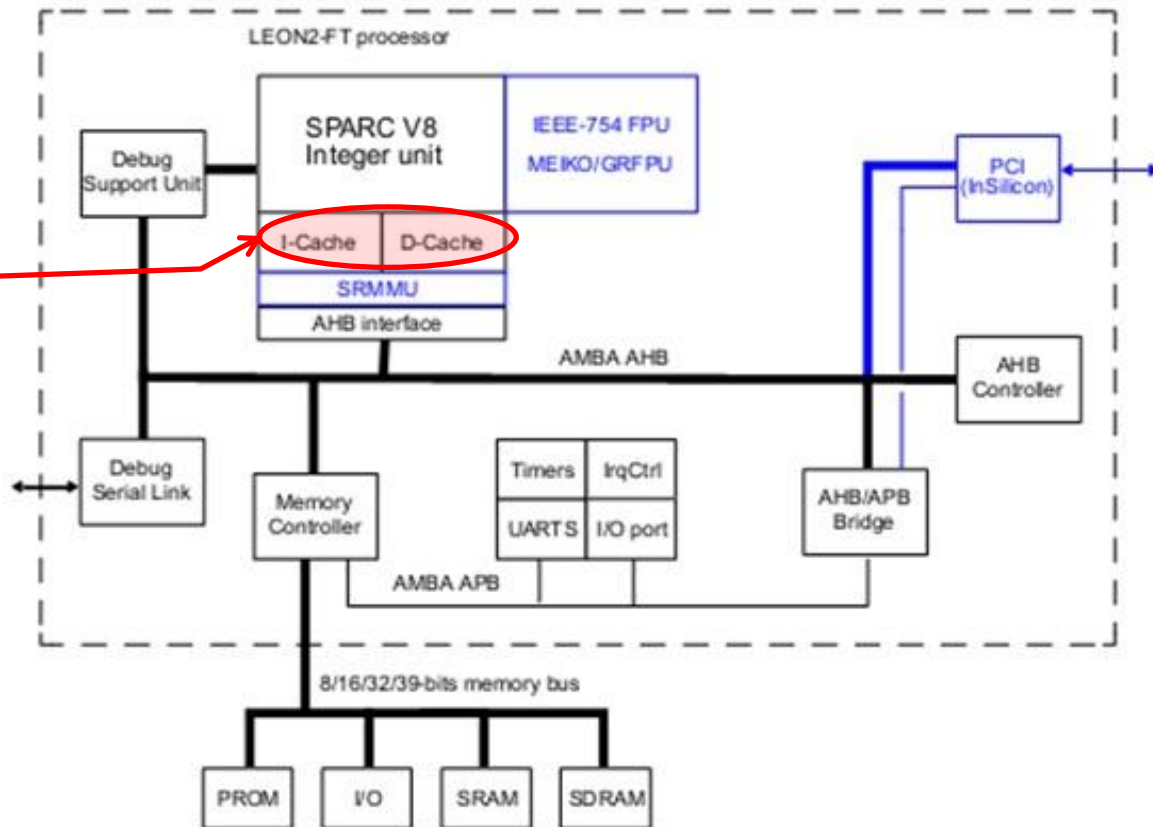 LEON2-FT processor
SPARC V8
Integer unit
IEEE-754 FPU
MEIKO/GRFPU
Debug
Support Unit
PCI
(InSilicon)
I-Cache
D-Cache
SRMMU
AHB interface
AMBA AHB
AHB
Controller
Debug
Serial Link
Memory
Controller
Timers
IrqCtrl
UARTS
I/O port
AHB/APB
Bridge
AMBA APB
8/16/32/39-bits memory bus
PROM
I/O
SRAM
SDRAM